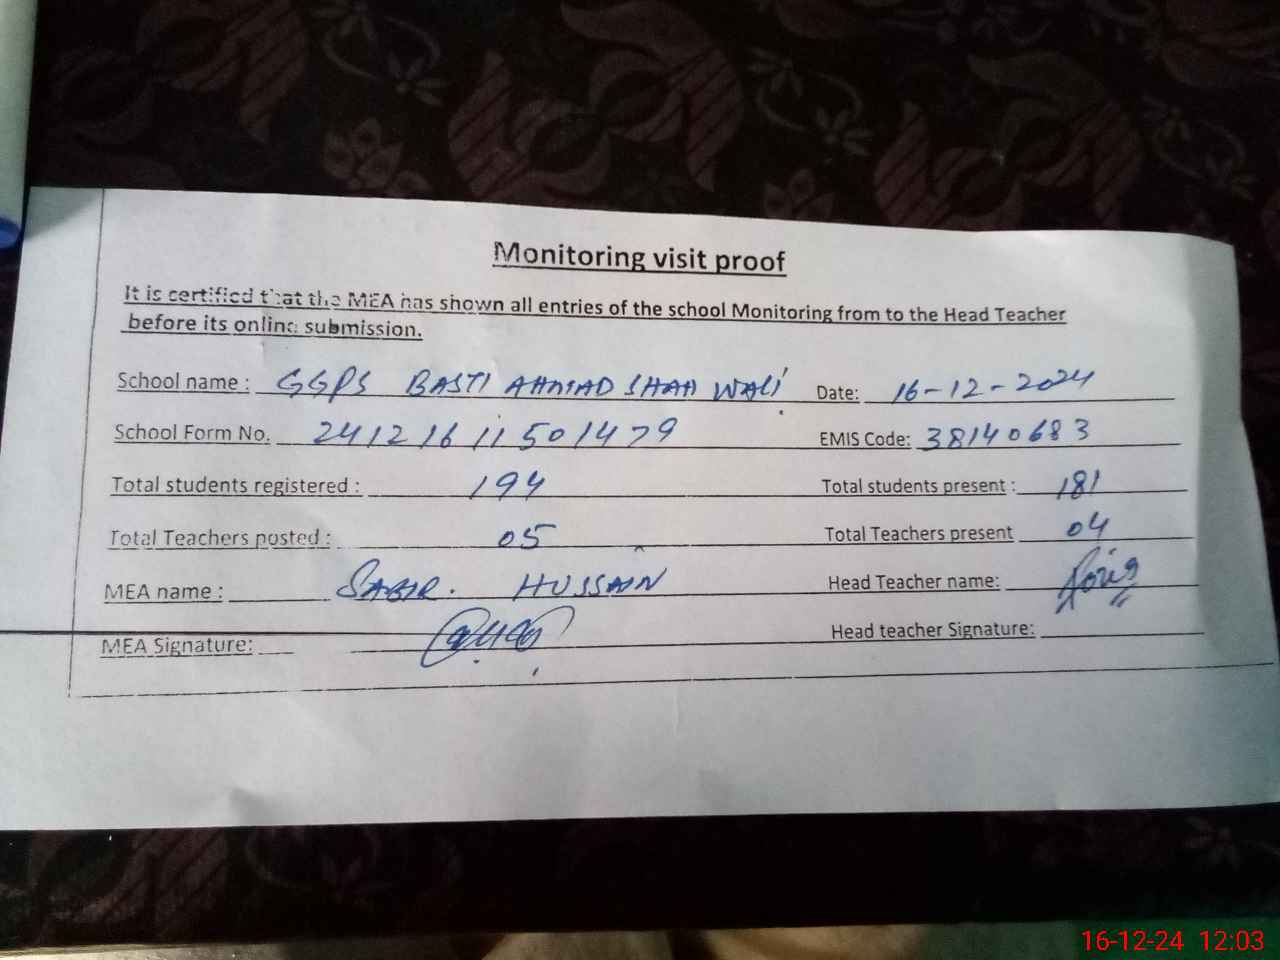 Monitoring visit proof
It is certified that the MEA has shown all entries of the school Monitoring from to the Head Teacher
before its online submission.
School name : GGPS BASTI AHMAD SHAH WALI Date: 16-12-2024
School Form No. 24121611501479 EMIS Code: 38140683
Total students registered : 194 Total students present : 181
Total Teachers posted : 05 Total Teachers present 04
MEA name : SABIR. HUSSAIN Head Teacher name:
MEA Signature: Head teacher Signature:
16-12-24 12:03